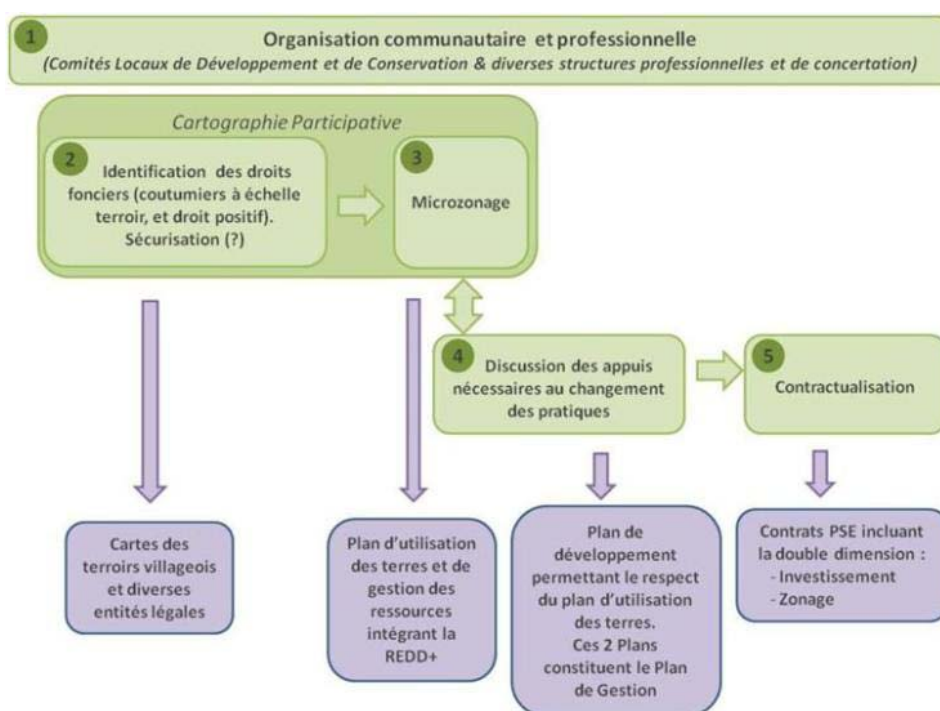 1
Organisation communautaire et professionnelle
(Comités Locaux de Développement et de Conservation & diverses structures professionnelles et de concertation)
Cartographie Participative
2
Identification des droits
fonciers (coutumiers à échelle
terroir, et droit positif).
Sécurisation (?)
3
Microzonage
4
Discussion des appuis
nécessaires au changement
des pratiques
5
Contractualisation
Cartes des
terroirs villageois
et diverses
entités légales
Plan d'utilisation
des terres et de
gestion des
ressources
intégrant la
REDD+
Plan de
développement
permettant le respect
du plan d'utilisation
des terres.
Ces 2 Plans
constituent le Plan
de Gestion
Contrats PSE incluant
la double dimension :
- Investissement
- Zonage